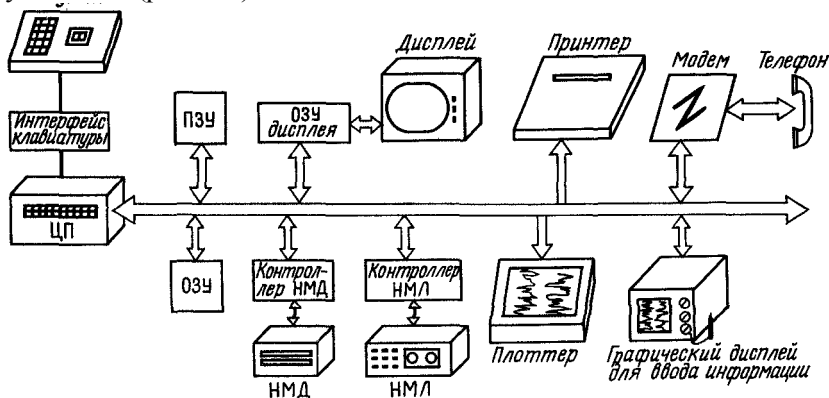 Дисплей
Принтер
Модем
Телефон
Интерфейс
клавиатуры
ПЗУ
ОЗУ
дисплея
ЦП
ОЗУ
Контрол-
лер НМД
Контроллер
НМЛ
НМД
НМЛ
Плоттер
Графический дисплей
для ввода информации